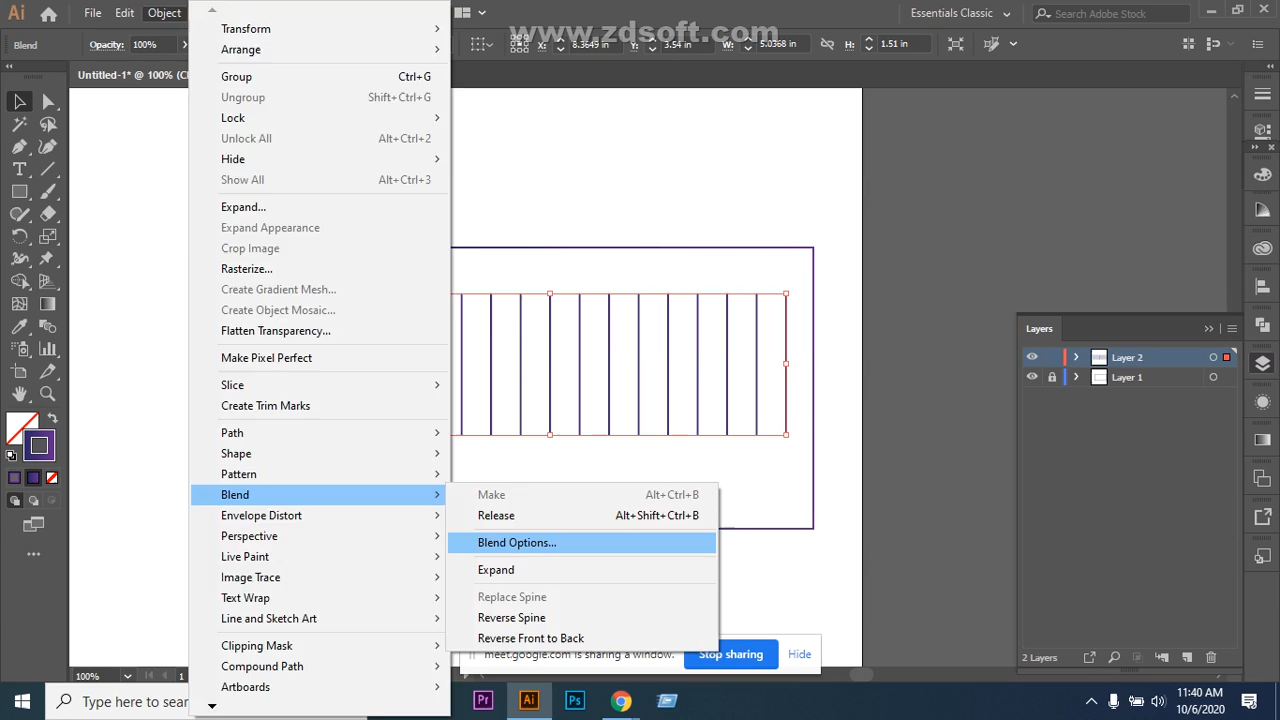 Ai
File
Edit
Object
www.zdsoft.com
Essentials Classic
Search Adobe Stock
Blend
Opacity:
100%
X:
8.3649 in
Y:
3.54 in
W:
5.0368 in
H:
1.51 in
Untitled-1* @ 100% (C
Transform
Arrange
Group Ctrl+G
Ungroup Shift+Ctrl+G
Lock
Unlock All Alt+Ctrl+2
Hide
Show All Alt+Ctrl+3
Expand...
Expand Appearance
Crop Image
Rasterize...
Create Gradient Mesh...
Create Object Mosaic...
Flatten Transparency...
Make Pixel Perfect
Slice
Create Trim Marks
Path
Shape
Pattern
Blend
Envelope Distort
Perspective
Live Paint
Image Trace
Text Wrap
Line and Sketch Art
Clipping Mask
Compound Path
Artboards
Make Alt+Ctrl+B
Release Alt+Shift+Ctrl+B
Blend Options...
Expand
Replace Spine
Reverse Spine
Reverse Front to Back
Layers
Layer 2
Layer 1
2 Layers
meet.google.com is sharing a window.
Stop sharing
Hide
100%
1
Type here to sea
Pr
Ai
Ps
11:40 AM
10/6/2020